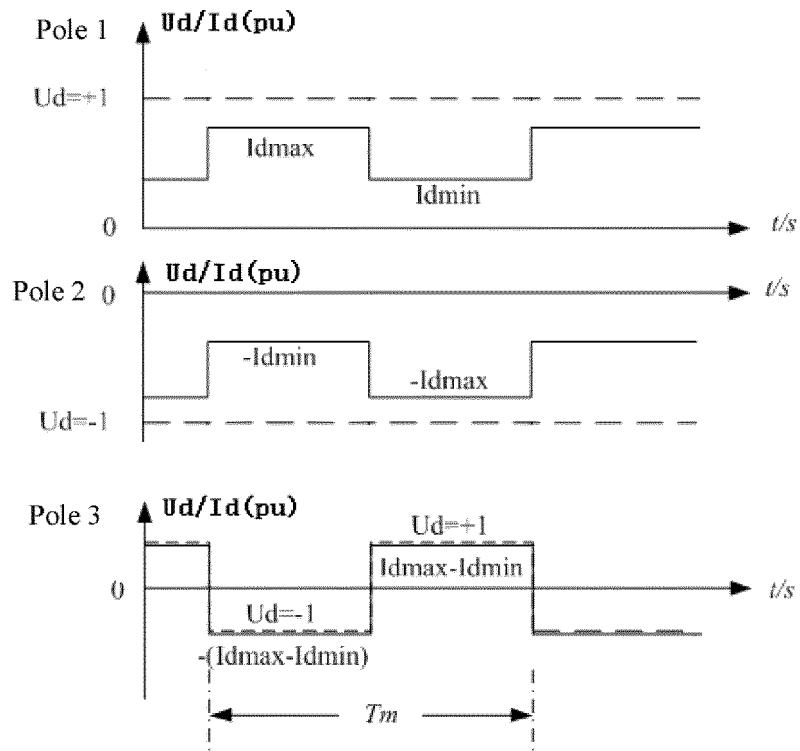 Pole 1
Ud/Id(pu)
Ud=+1
Idmax
Idmin
0
t/s
Ud/Id(pu)
Pole 2
0
t/s
-Idmin
-Idmax
Ud=-1
Pole 3
Ud/Id(pu)
Ud=+1
Idmax-Idmin
0
t/s
Ud=-1
-(Idmax-Idmin)
Tm